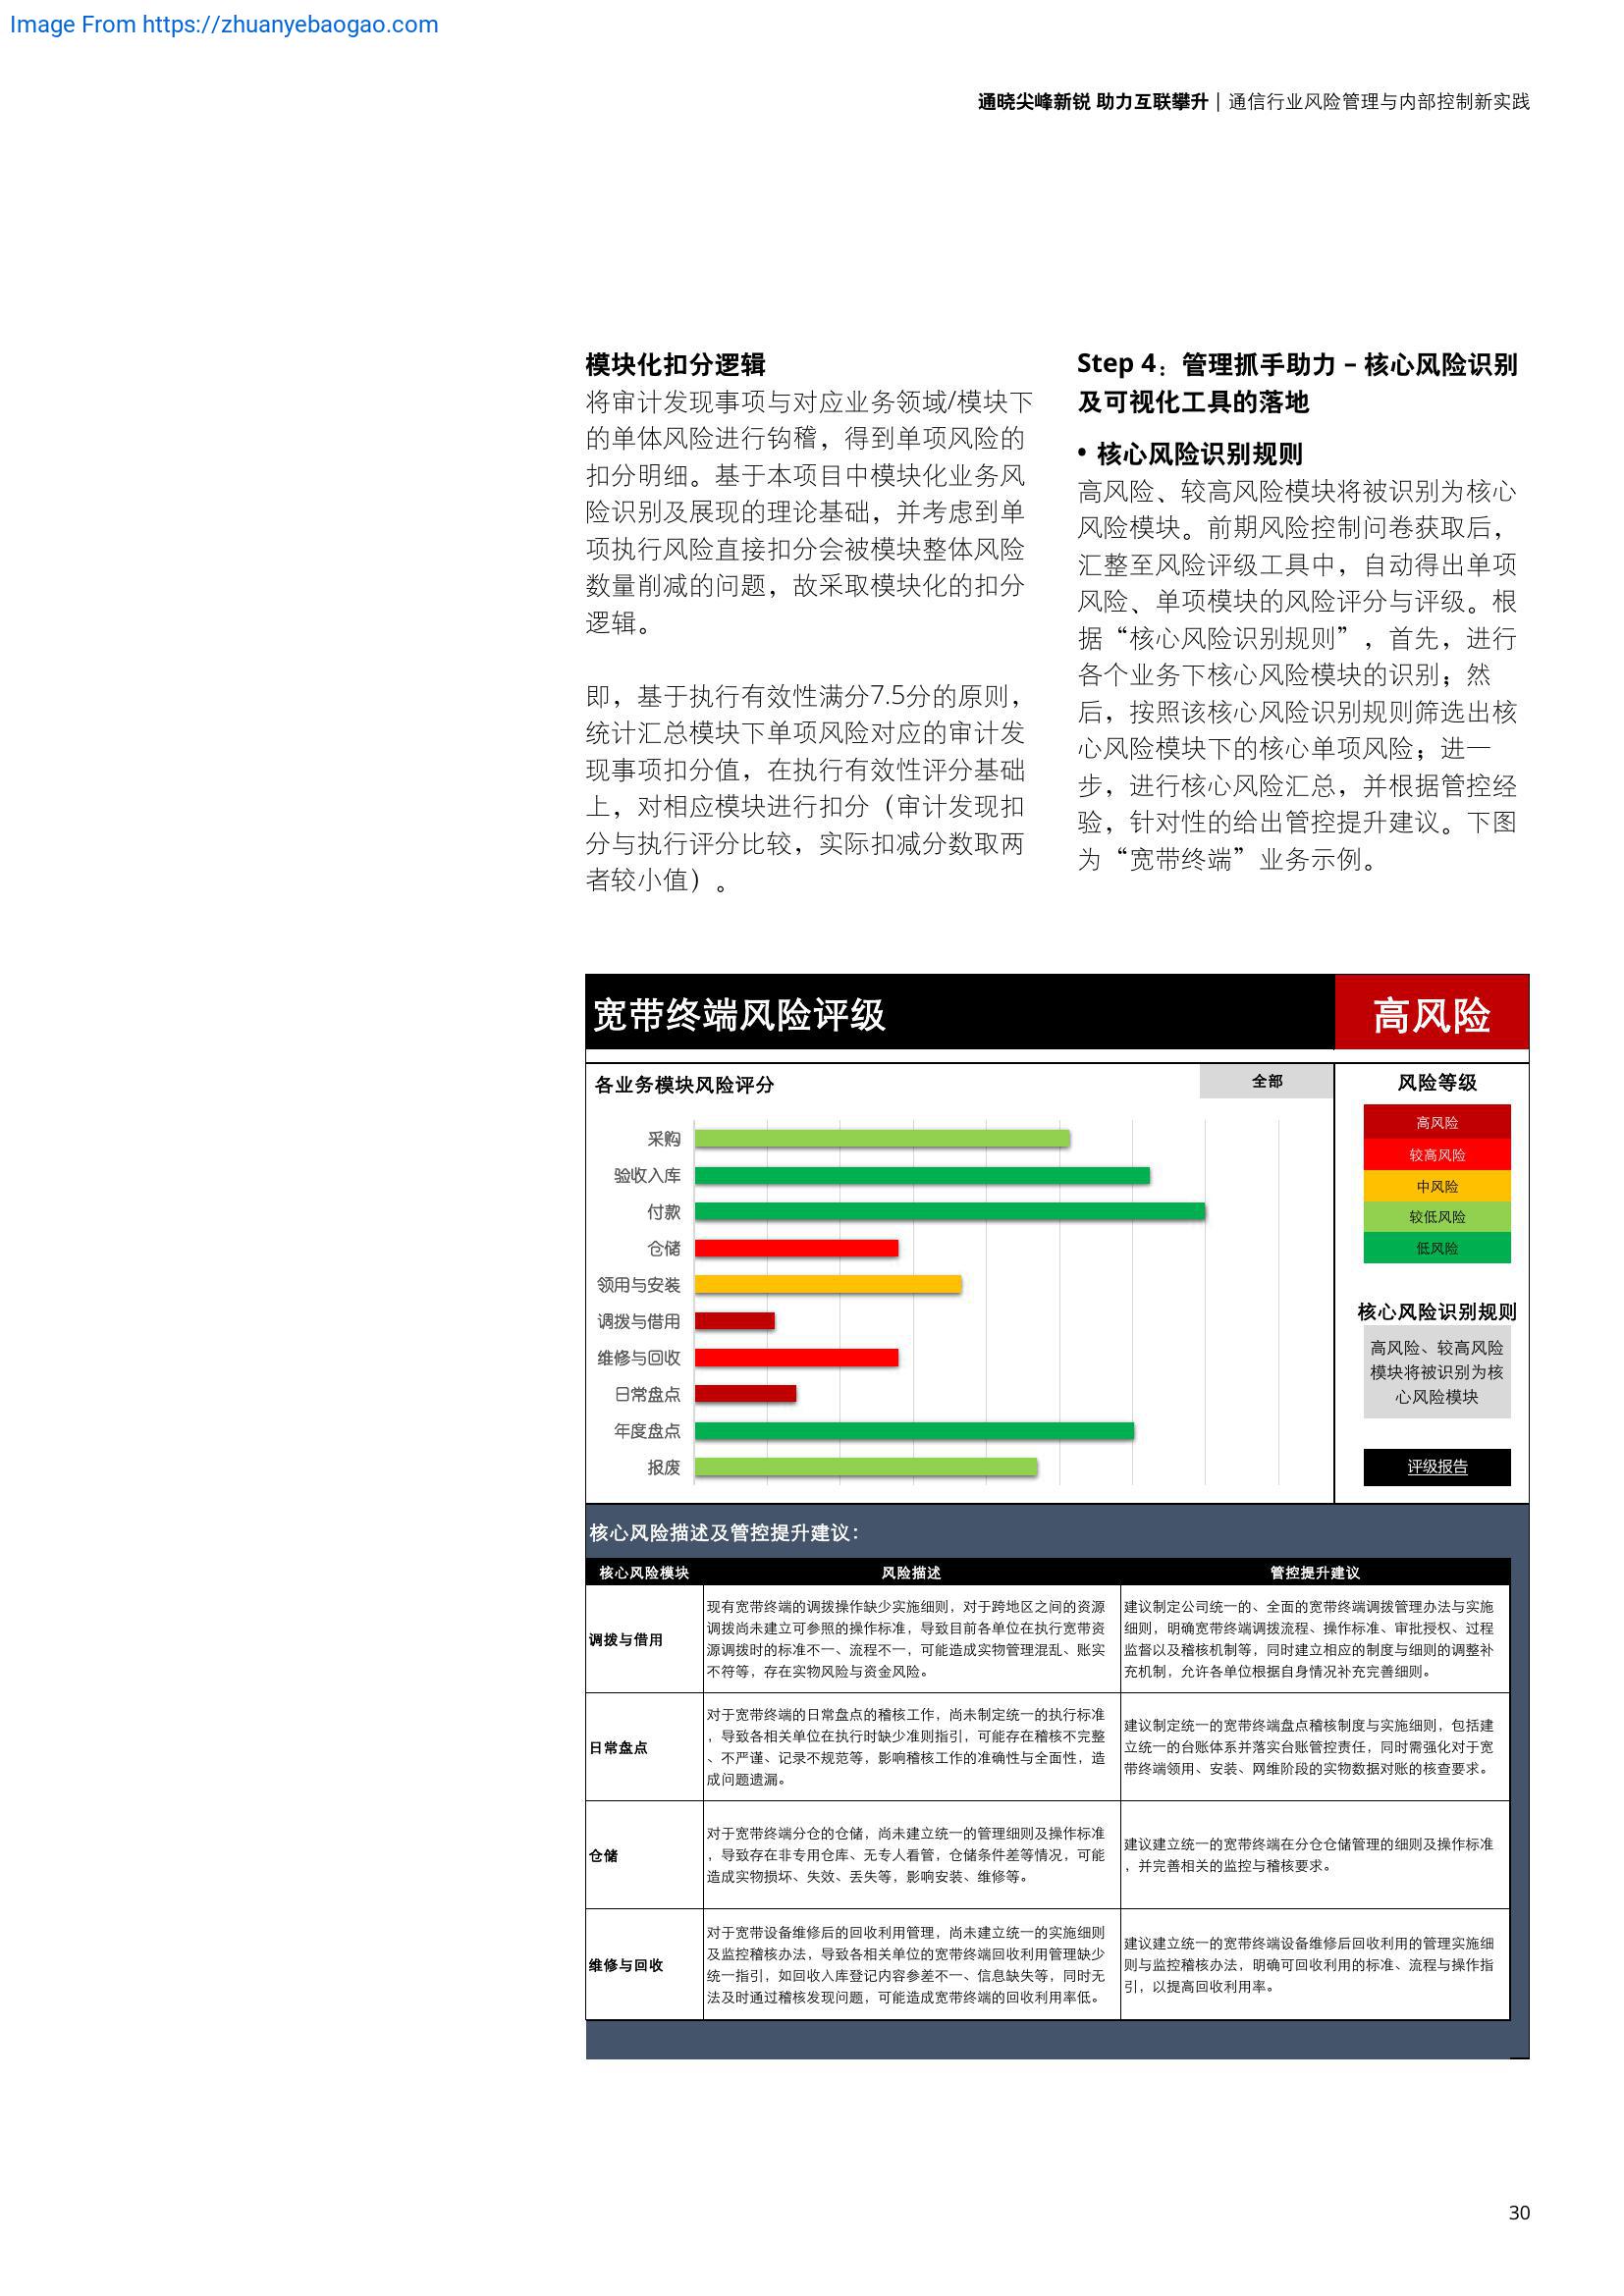 Image From https://zhuanyebaogao.com
通晓尖峰新锐 助力互联攀升 | 通信行业风险管理与内部控制新实践
模块化扣分逻辑
将审计发现事项与对应业务领域/模块下
的单体风险进行钩稽，得到单项风险的
扣分明细。基于本项目中模块化业务风
险识别及展现的理论基础，并考虑到单
项执行风险直接扣分会被模块整体风险
数量削减的问题，故采取模块化的扣分
逻辑。
即，基于执行有效性满分7.5分的原则，
统计汇总模块下单项风险对应的审计发
现事项扣分值，在执行有效性评分基础
上，对相应模块进行扣分（审计发现扣
分与执行评分比较，实际扣减分数取两
者较小值）。
Step 4：管理抓手助力 – 核心风险识别
及可视化工具的落地
• 核心风险识别规则
高风险、较高风险模块将被识别为核心
风险模块。前期风险控制问卷获取后，
汇整至风险评级工具中，自动得出单项
风险、单项模块的风险评分与评级。根
据“核心风险识别规则”，首先，进行
各个业务下核心风险模块的识别；然
后，按照该核心风险识别规则筛选出核
心风险模块下的核心单项风险；进一
步，进行核心风险汇总，并根据管控经
验，针对性的给出管控提升建议。下图
为“宽带终端”业务示例。
宽带终端风险评级
高风险
各业务模块风险评分
全部
采购
验收入库
付款
仓储
领用与安装
调拨与借用
维修与回收
日常盘点
年度盘点
报废
风险等级
高风险
较高风险
中风险
较低风险
低风险
核心风险识别规则
高风险、较高风险
模块将被识别为核
心风险模块
评级报告
核心风险描述及管控提升建议：
核心风险模块 风险描述 管控提升建议
调拨与借用
现有宽带终端的调拨操作缺少实施细则，对于跨地区之间的资源
调拨尚未建立可参照的操作标准，导致目前各单位在执行宽带资
源调拨时的标准不一、流程不一，可能造成实物管理混乱、账实
不符等，存在实物风险与资金风险。
建议制定公司统一的、全面的宽带终端调拨管理办法与实施
细则，明确宽带终端调拨流程、操作标准、审批授权、过程
监督以及稽核机制等，同时建立相应的制度与细则的调整补
充机制，允许各单位根据自身情况补充完善细则。
日常盘点
对于宽带终端的日常盘点的稽核工作，尚未制定统一的执行标准
，导致各相关单位在执行时缺少准则指引，可能存在稽核不完整
、不严谨、记录不规范等，影响稽核工作的准确性与全面性，造
成问题遗漏。
建议制定统一的宽带终端盘点稽核制度与实施细则，包括建
立统一的台账体系并落实台账管控责任，同时需强化对于宽
带终端领用、安装、网维阶段的实物数据对账的核查要求。
仓储
对于宽带终端分仓的仓储，尚未建立统一的管理细则及操作标准
，导致存在非专用仓库、无专人看管，仓储条件差等情况，可能
造成实物损坏、失效、丢失等，影响安装、维修等。
建议建立统一的宽带终端在分仓仓储管理的细则及操作标准
，并完善相关的监控与稽核要求。
维修与回收
对于宽带设备维修后的回收利用管理，尚未建立统一的实施细则
及监控稽核办法，导致各相关单位的宽带终端回收利用管理缺少
统一指引，如回收入库登记内容参差不一、信息缺失等，同时无
法及时通过稽核发现问题，可能造成宽带终端的回收利用率低。
建议建立统一的宽带终端设备维修后回收利用的管理实施细
则与监控稽核办法，明确可回收利用的标准、流程与操作指
引，以提高回收利用率。
30